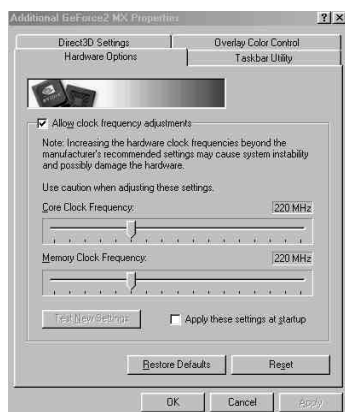 Additional GeForce2 MX Properties
Direct3D Settings
Overlay Color Control
Hardware Options
Taskbar Utility
Allow clock frequency adjustments
Note: Increasing the hardware clock frequencies beyond the
manufacturer's recommended settings may cause system instability
and possibly damage the hardware.
Use caution when adjusting these settings.
Core Clock Frequency:
220 MHz
Memory Clock Frequency:
220 MHz
Test New Settings
Apply these settings at startup
Restore Defaults
Reset
OK
Cancel
Apply